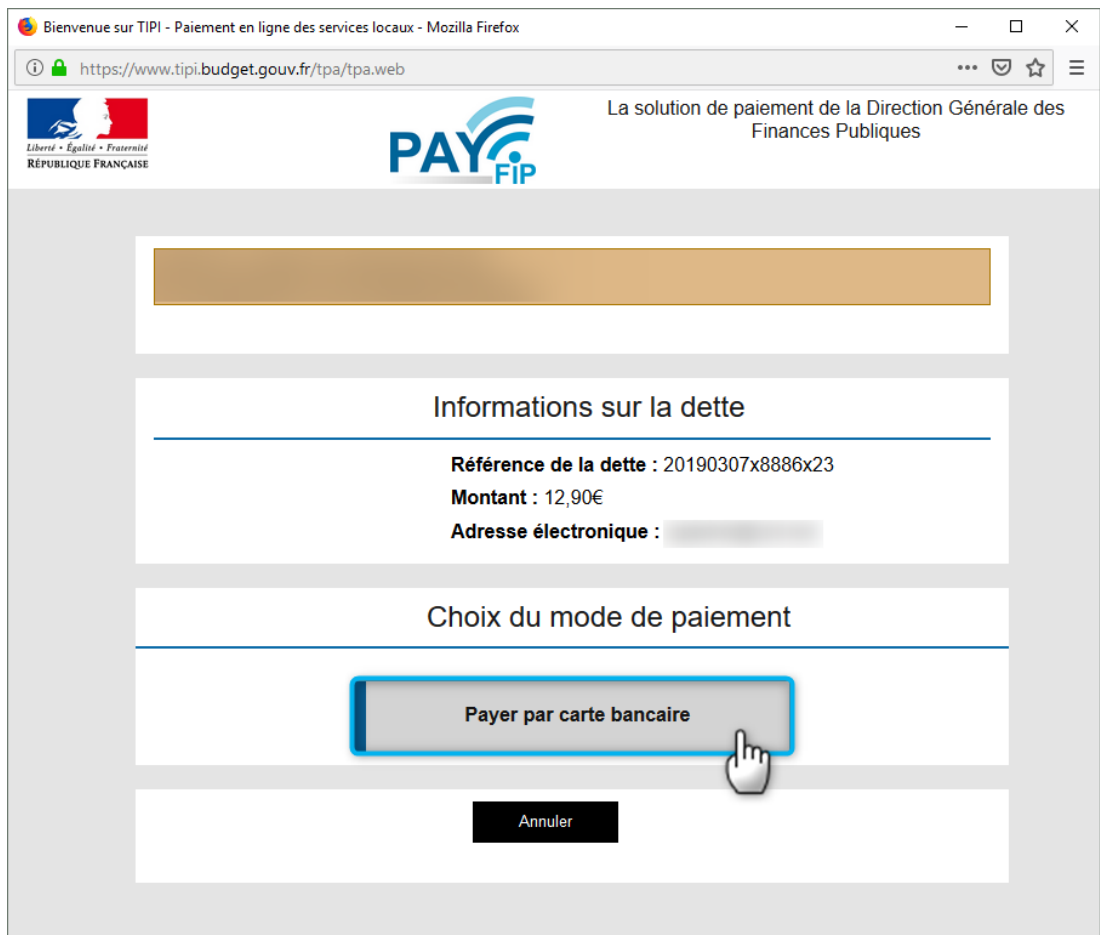 Bienvenue sur TIPI - Paiement en ligne des services locaux - Mozilla Firefox
https://www.tipi.budget.gouv.fr/tpa/tpa.web
Liberté • Égalité • Fraternité
RÉPUBLIQUE FRANÇAISE
PAY
FiP
La solution de paiement de la Direction Générale des
Finances Publiques
Informations sur la dette
Référence de la dette : 20190307x8886x23
Montant : 12,90€
Adresse électronique :
Choix du mode de paiement
Payer par carte bancaire
Annuler